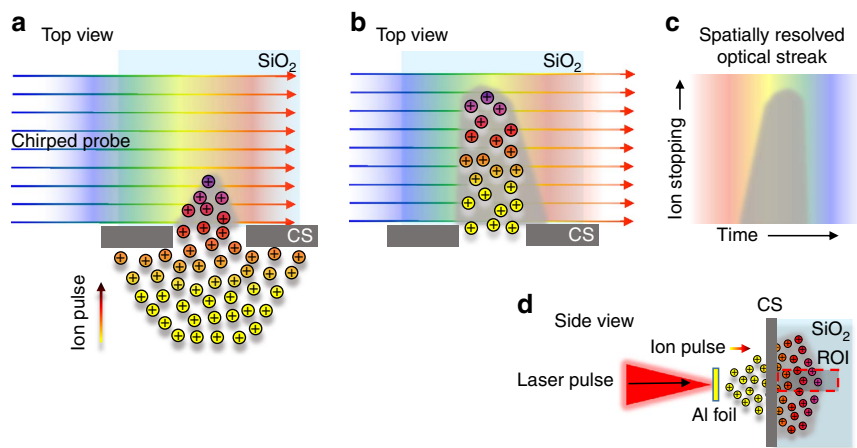 a
Top view
SiO₂
Chirped probe
CS
Ion pulse
b
Top view
SiO₂
CS
c
Spatially resolved
optical streak
Ion stopping
Time
d
Side view
CS
SiO₂
Ion pulse
ROI
Laser pulse
Al foil